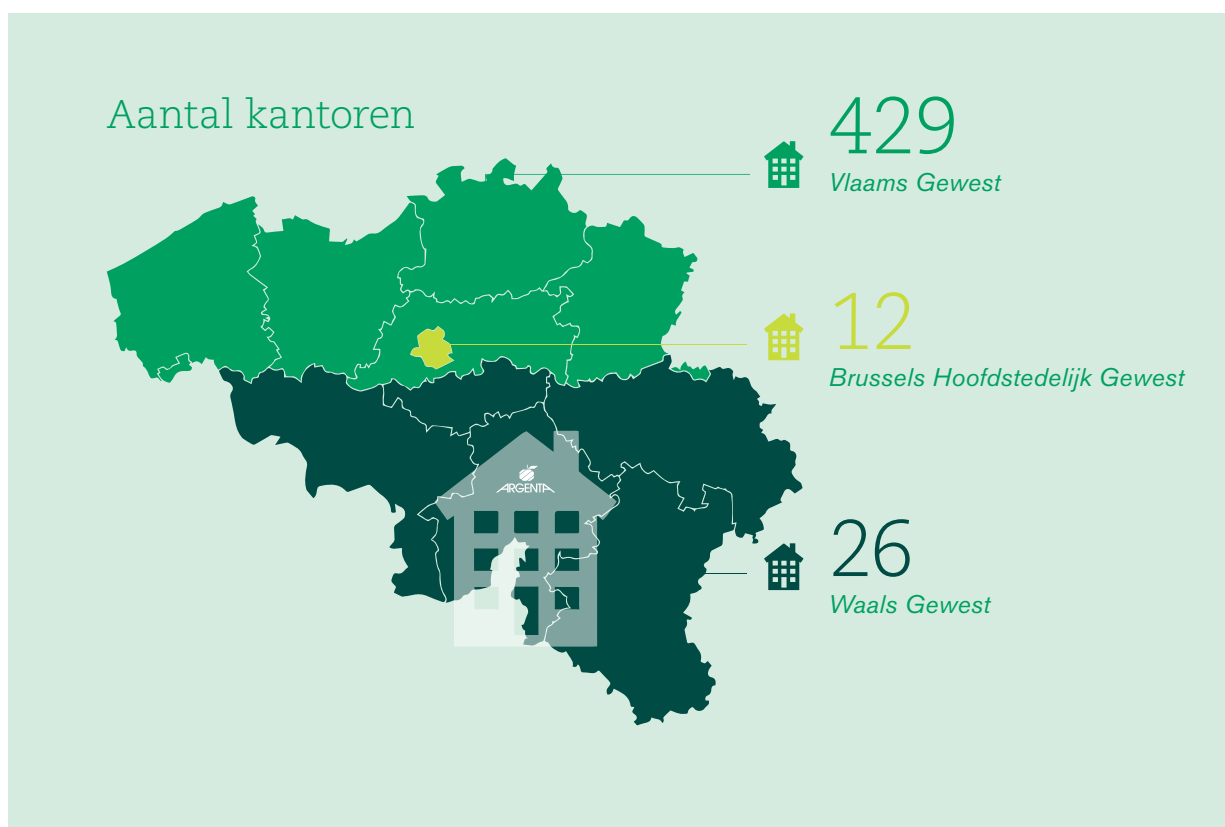 Aantal kantoren
429
Vlaams Gewest
12
Brussels Hoofdstedelijk Gewest
ARGENTA
26
Waals Gewest